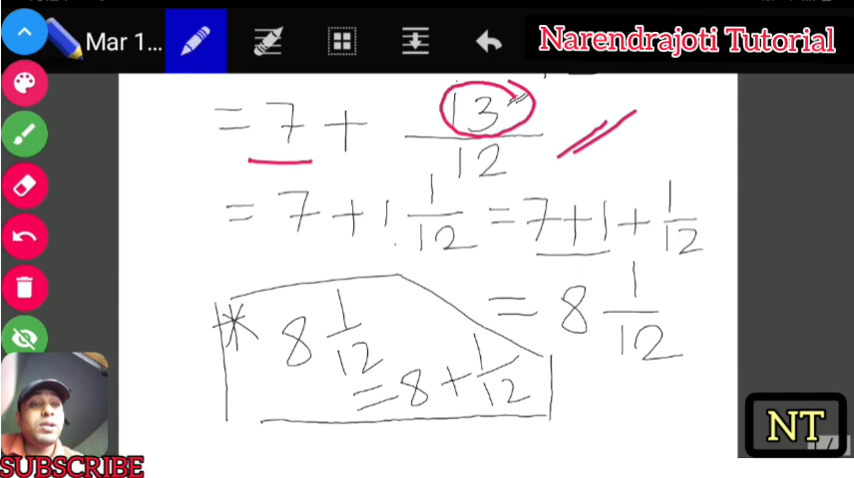 Mar 1...
Narendrajoti Tutorial
= 7 + 13/12
= 7 + 1 1/12 = 7+1 + 1/12
= 8 1/12
* 8 1/12
= 8 + 1/12
NT
SUBSCRIBE